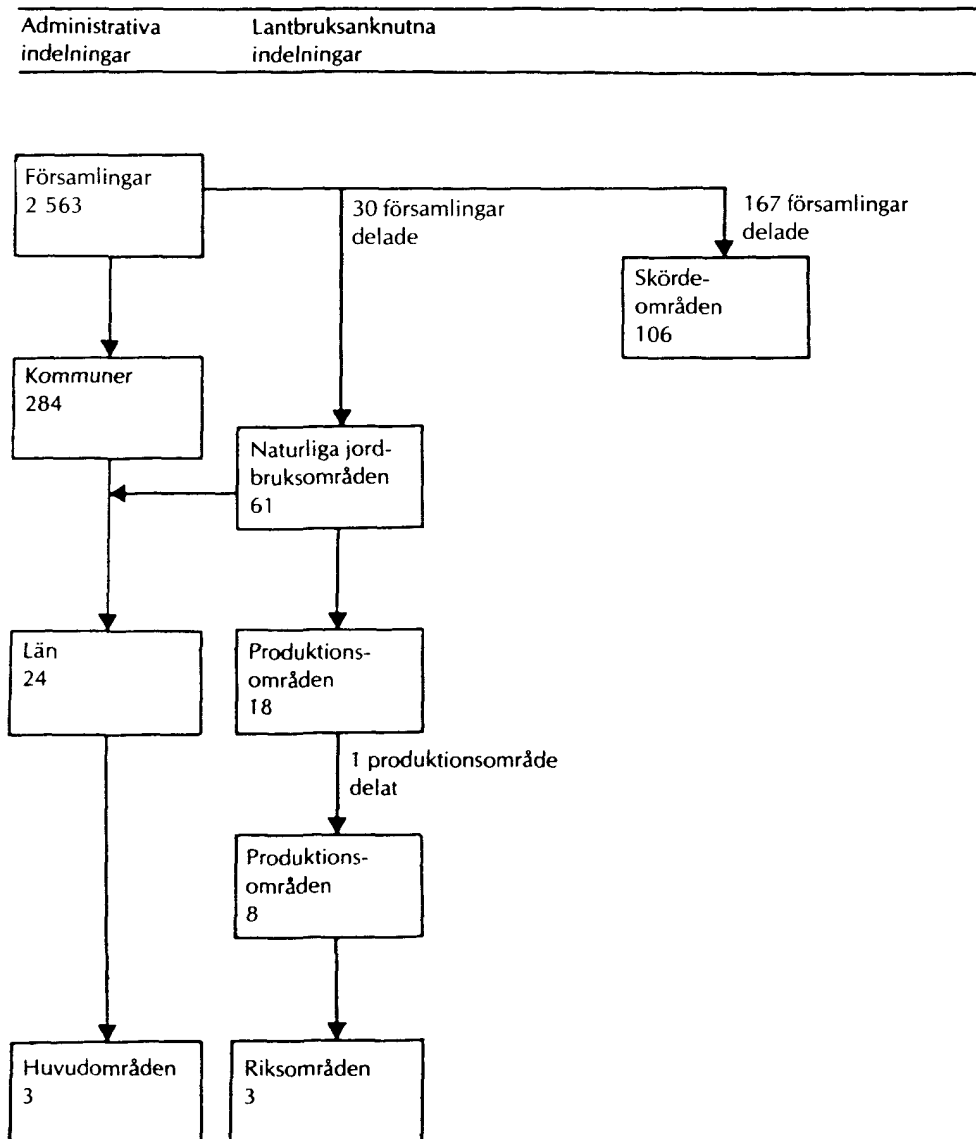 Administrativa
indelningar
Lantbruksanknutna
indelningar
Församlingar
2 563
30 församlingar
delade
167 församlingar
delade
Skörde-
områden
106
Kommuner
284
Naturliga jord-
bruksområden
61
Län
24
Produktions-
områden
18
1 produktionsområde
delat
Produktions-
områden
8
Huvudområden
3
Riksområden
3